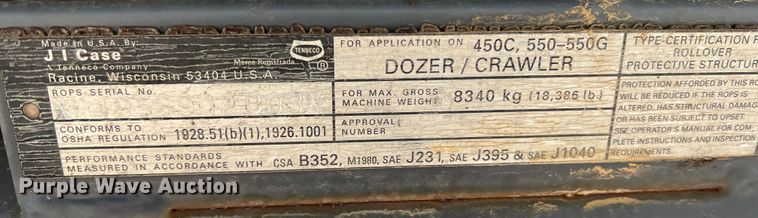 Made in U.S.A. By:
J I Case
A Tenneco Company
Racine, Wisconsin 53404 U.S.A.
TENNECO
Marca Registrada
®
FOR APPLICATION ON 450C, 550-550G
DOZER / CRAWLER
ROPS SERIAL No.
FOR MAX. GROSS
MACHINE WEIGHT 8340 kg (18,386 lb.)
CONFORMS TO
OSHA REGULATION 1928.51(b)(1), 1926.1001
APPROVAL
NUMBER
PERFORMANCE STANDARDS
MEASURED IN ACCORDANCE WITH CSA B352, M1980, SAE J231, SAE J395 & SAE J1040
TYPE-CERTIFICATION F
ROLLOVER
PROTECTIVE STRUCTUR
PROTECTION AFFORDED BY THIS RO
WILL BE REDUCED IF THE ROPS IS
ALTERED, HAS STRUCTURAL DAMAG
OR HAS BEEN SUBJECT TO UPSET.
SEE OPERATOR'S MANUAL FOR COM
PLETE INSTRUCTIONS AND INSPECTION
REQUIREMENTS.
Purple Wave Auction